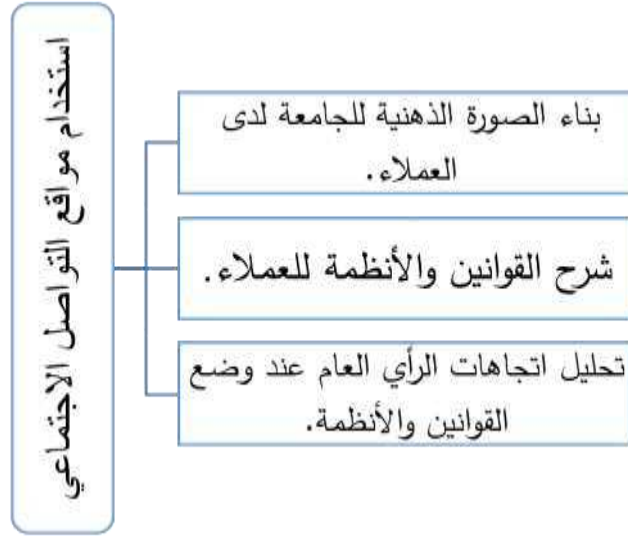 استخدام مواقع التواصل الاجتماعي
بناء الصورة الذهنية للجامعة لدى
العملاء.
شرح القوانين والأنظمة للعملاء.
تحليل اتجاهات الرأي العام عند وضع
القوانين والأنظمة.